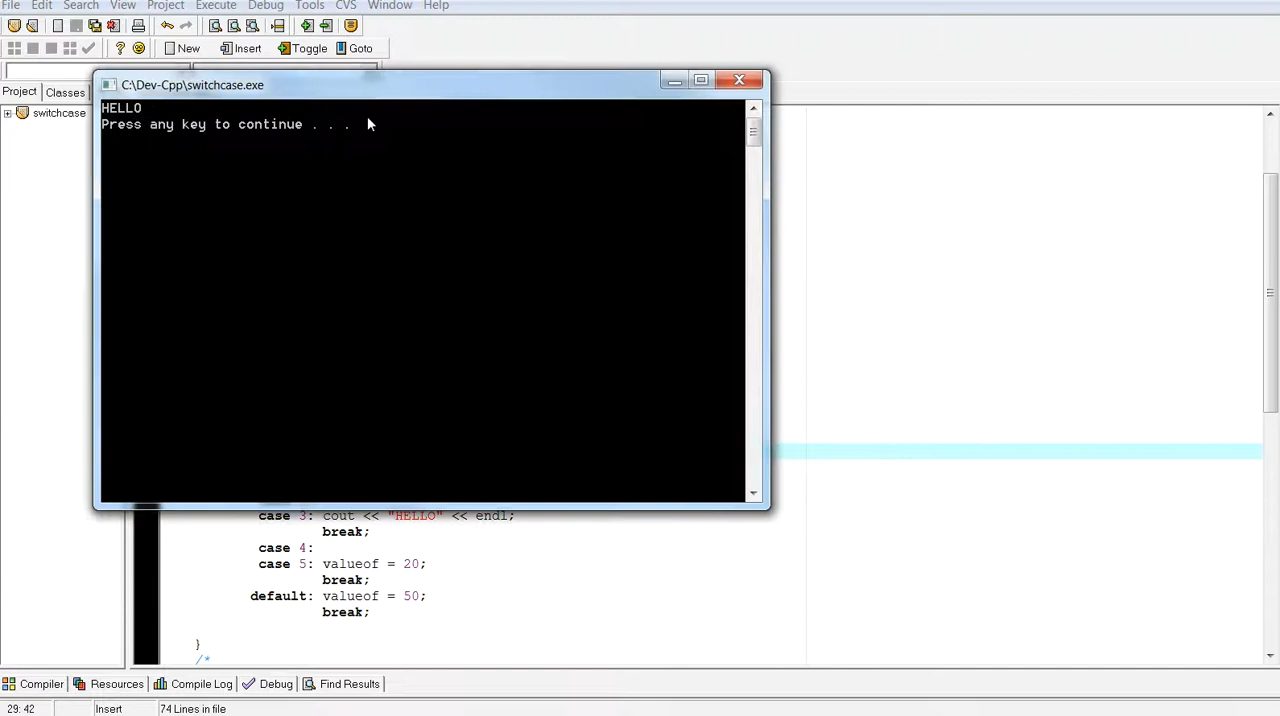 File Edit Search View Project Execute Debug Tools CVS Window Help
New Insert Toggle Goto
C:\Dev-Cpp\switchcase.exe
Project Classes
HELLO
switchcase
Press any key to continue . . .
case 3: cout << "HELLO" << endl;
break;
case 4:
case 5: valueof = 20;
break;
default: valueof = 50;
break;
}
/*
Compiler Resources Compile Log Debug Find Results
29: 42 Insert 74 Lines in file